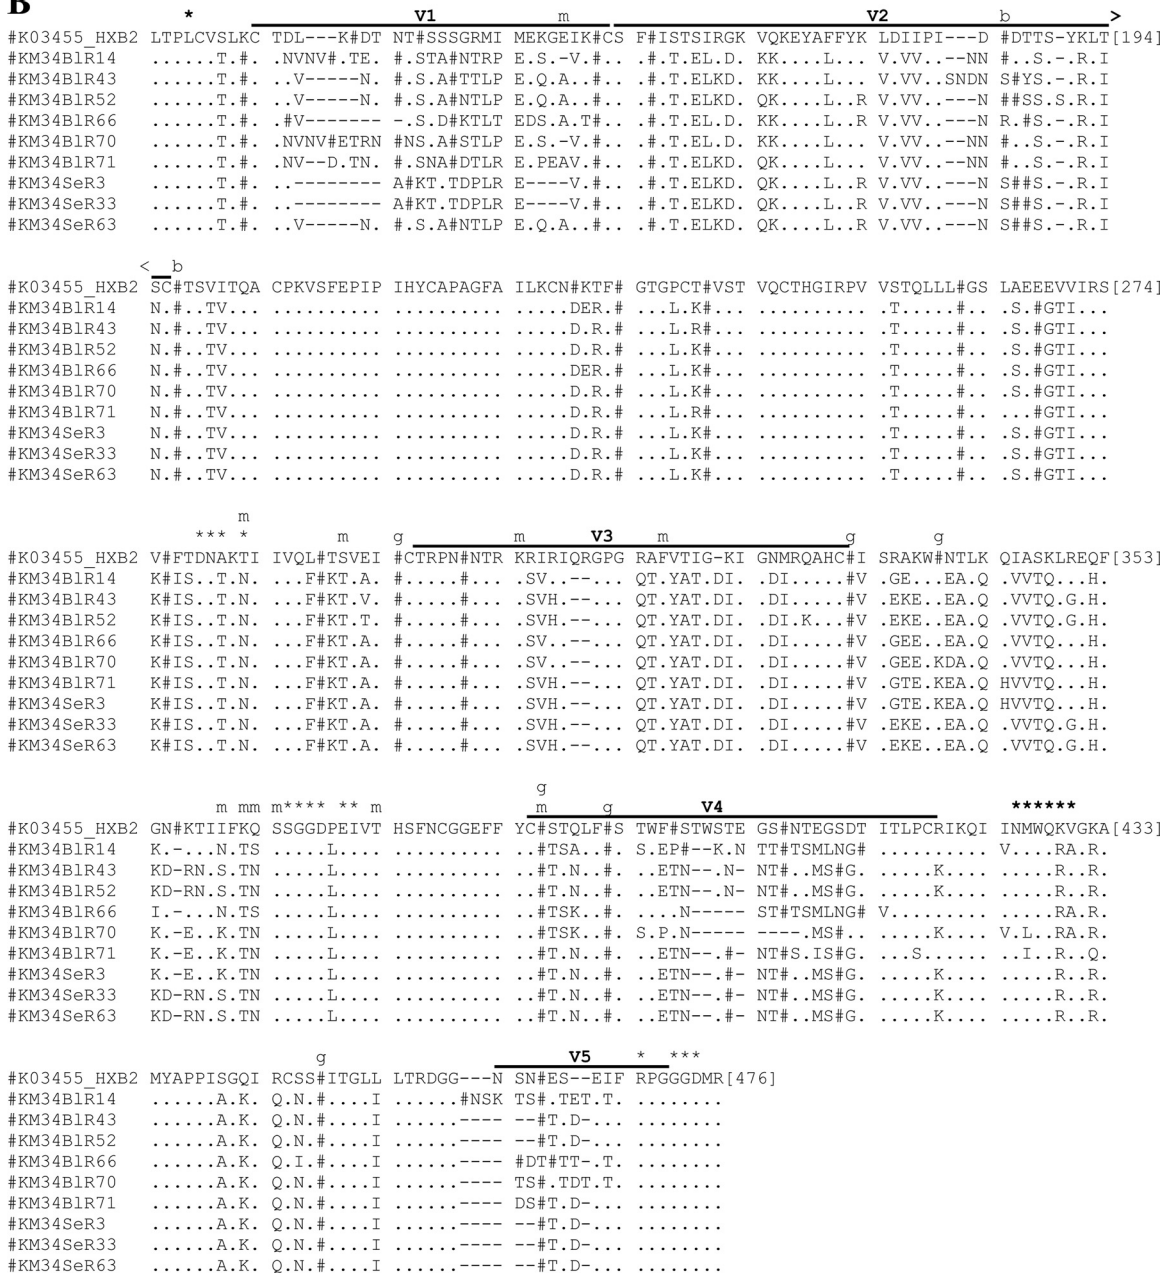 B
* V1 m V2 b >
#K03455_HXB2 LTPLCVSLKC TDL---K#DT NT#SSSGRMI MEKGEIK#CS F#ISTSIRGK VQKEYAFFYK LDIIPI---D #DTTS-YKLT[194]
#KM34BlR14 ......T.#. .NVNV#.TE. #.STA#NTRP E.S.-V.#.. .#.T.EL.D. KK....L... V.VV..--NN #..S.-.R.I
#KM34BlR43 ......T.#. ..V-----N. #.S.A#NTLP E.Q.A..#.. .#.T.ELKD. KK....L... V.VV..SNDN S#YS.-.R.I
#KM34BlR52 ......T.#. ..V-----N. #.S.A#NTLP E.Q.A..#.. .#.T.ELKD. QK....L..R V.VV..---N ##SS.S.R.I
#KM34BlR66 ......T.#. .#V------- -.S.D#KTLT EDS.A.T#.. .#.T.ELKD. KK....L..R V.VV..---N R.#S.-.R.I
#KM34BlR70 ......T.#. .NVNV#ETRN #NS.A#STLP E.S.-V.#.. .#.T.ELKD. KK....L... V.VV..--NN #..S.-.R.I
#KM34BlR71 ......T.#. .NV--D.TN. #.SNA#DTLR E.PEAV.#.. .#.T.ELKD. QK....L... V.VV..--NN #..S.-.R.I
#KM34SeR3 ......T.#. ..-------- A#KT.TDPLR E----V.#.. .#.T.ELKD. QK....L..R V.VV..---N S##S.-.R.I
#KM34SeR33 ......T.#. ..-------- A#KT.TDPLR E----V.#.. .#.T.ELKD. QK....L..R V.VV..---N S##S.-.R.I
#KM34SeR63 ......T.#. ..V-----N. #.S.A#NTLP E.Q.A..#.. .#.T.ELKD. QK....L..R V.VV..---N S##S.-.R.I
< b
#K03455_HXB2 SC#TSVITQA CPKVSFEPIP IHYCAPAGFA ILKCN#KTF# GTGPCT#VST VQCTHGIRPV VSTQLLL#GS LAEEEVVIRS[274]
#KM34BlR14 N.#..TV... .......... .......... ......DER.# ...L.K#... .......... .T.....#.. .S.#GTI...
#KM34BlR43 N.#..TV... .......... .......... ......D.R.# ...L.R#... .......... .T.....#.. .S.#GTI...
#KM34BlR52 N.#..TV... .......... .......... ......D.R.# ...L.K#... .......... .T.....#.. .S.#GTI...
#KM34BlR66 N.#..TV... .......... .......... ......DER.# ...L.K#... .......... .T.....#.. .S.#GTI...
#KM34BlR70 N.#..TV... .......... .......... ......D.R.# ...L.R#... .......... .T.....#.. .S.#GTI...
#KM34BlR71 N.#..TV... .......... .......... ......D.R.# ...L.R#... .......... .T.....#.. .S.#GTI...
#KM34SeR3 N.#..TV... .......... .......... ......D.R.# ...L.K#... .......... .T.....#.. .S.#GTI...
#KM34SeR33 N.#..TV... .......... .......... ......D.R.# ...L.K#... .......... .T.....#.. .S.#GTI...
#KM34SeR63 N.#..TV... .......... .......... ......D.R.# ...L.K#... .......... .T.....#.. .S.#GTI...
m
*** * m g m V3 m g g
#K03455_HXB2 V#FTDNAKTI IVQL#TSVEI #CTRPN#NTR KRIRIQRGPG RAFVTIG-KI GNMRQAHC#I SRAKW#NTLK QIASKLREQF[353]
#KM34BlR14 K#IS..T.N. ...F#KT.A. #.....#... .SV..--... QT.YAT.DI. .DI.....#V .GE...EA.Q .VVTQ...H.
#KM34BlR43 K#IS..T.N. ...F#KT.V. #.....#... .SVH.--... QT.YAT.DI. .DI.....#V .EKE..EA.Q .VVTQ.G.H.
#KM34BlR52 K#IS..T.N. ...F#KT.T. #.....#... .SVH.--... QT.YAT.DI. .DI.K...#V .EKE..EA.Q .VVTQ.G.H.
#KM34BlR66 K#IS..T.N. ...F#KT.A. #.....#... .SV..--... QT.YAT.DI. .DI.....#V .GEE..EA.Q .VVTQ...H.
#KM34BlR70 K#IS..T.N. ...F#KT.A. #.....#... .SV..--... QT.YAT.DI. .DI.....#V .GEE.KDA.Q .VVTQ...H.
#KM34BlR71 K#IS..T.N. ...F#KT.A. #.....#... .SVH.--... QT.YAT.DI. .DI.....#V .GTE.KEA.Q HVVTQ...H.
#KM34SeR3 K#IS..T.N. ...F#KT.A. #.....#... .SVH.--... QT.YAT.DI. .DI.....#V .GTE.KEA.Q HVVTQ...H.
#KM34SeR33 K#IS..T.N. ...F#KT.A. #.....#... .SVH.--... QT.YAT.DI. .DI.....#V .EKE..EA.Q .VVTQ.G.H.
#KM34SeR63 K#IS..T.N. ...F#KT.A. #.....#... .SVH.--... QT.YAT.DI. .DI.....#V .EKE..EA.Q .VVTQ.G.H.
g
m mm m**** ** m m g V4 ******
#K03455_HXB2 GN#KTIIFKQ SSGGDPEIVT HSFNCGGEFF YC#STQLF#S TWF#STWSTE GS#NTEGSDT ITLPCRIKQI INMWQKVGKA[433]
#KM34BlR14 K.-...N.TS .....L.... .......... ..#TSA..#. S.EP#--K.N TT#TSMLNG# .......... V....RA.R.
#KM34BlR43 KD-RN.S.TN .....L.... .......... ..#T.N..#. ..ETN--.N- NT#..MS#G. .....K.... .....R..R.
#KM34BlR52 KD-RN.S.TN .....L.... .......... ..#T.N..#. ..ETN--.N- NT#..MS#G. .....K.... .....R..R.
#KM34BlR66 I.-...N.TS .....L.... .......... ..#TSK..#. ....N----- ST#TSMLNG# V......... .....RA.R.
#KM34BlR70 K.-E..K.TN .....L.... .......... ..#TSK..#. S.P.N----- -----.MS#.. .....K.... V.L..RA.R.
#KM34BlR71 K.-E..K.TN .....L.... .......... ..#T.N..#. ..ETN--.#- NT#S.IS#G. ...S...... ..I..R..Q.
#KM34SeR3 K.-E..K.TN .....L.... .......... ..#T.N..#. ..ETN--.#- NT#..MS#G. .....K.... .....R..R.
#KM34SeR33 KD-RN.S.TN .....L.... .......... ..#T.N..#. ..ETN--.#- NT#..MS#G. .....K.... .....R..R.
#KM34SeR63 KD-RN.S.TN .....L.... .......... ..#T.N..#. ..ETN--.#- NT#..MS#G. .....K.... .....R..R.
g V5 * ***
#K03455_HXB2 MYAPPISGQI RCSS#ITGLL LTRDGG---N SN#ES--EIF RPGGGDMR[476]
#KM34BlR14 ......A.K. Q.N.#....I ......#NSK TS#.TET.T. ........
#KM34BlR43 ......A.K. Q.N.#....I ......---- --#T.D-... ........
#KM34BlR52 ......A.K. Q.N.#....I ......---- --#T.D-... ........
#KM34BlR66 ......A.K. Q.I.#....I ......---- #DT#TT-.T. ........
#KM34BlR70 ......A.K. Q.N.#....I ......---- TS#.TDT.T. ........
#KM34BlR71 ......A.K. Q.N.#....I ......---- DS#T.D-... ........
#KM34SeR3 ......A.K. Q.N.#....I ......---- --#T.D-... ........
#KM34SeR33 ......A.K. Q.N.#....I ......---- --#T.D-... ........
#KM34SeR63 ......A.K. Q.N.#....I ......---- --#T.D-... ........